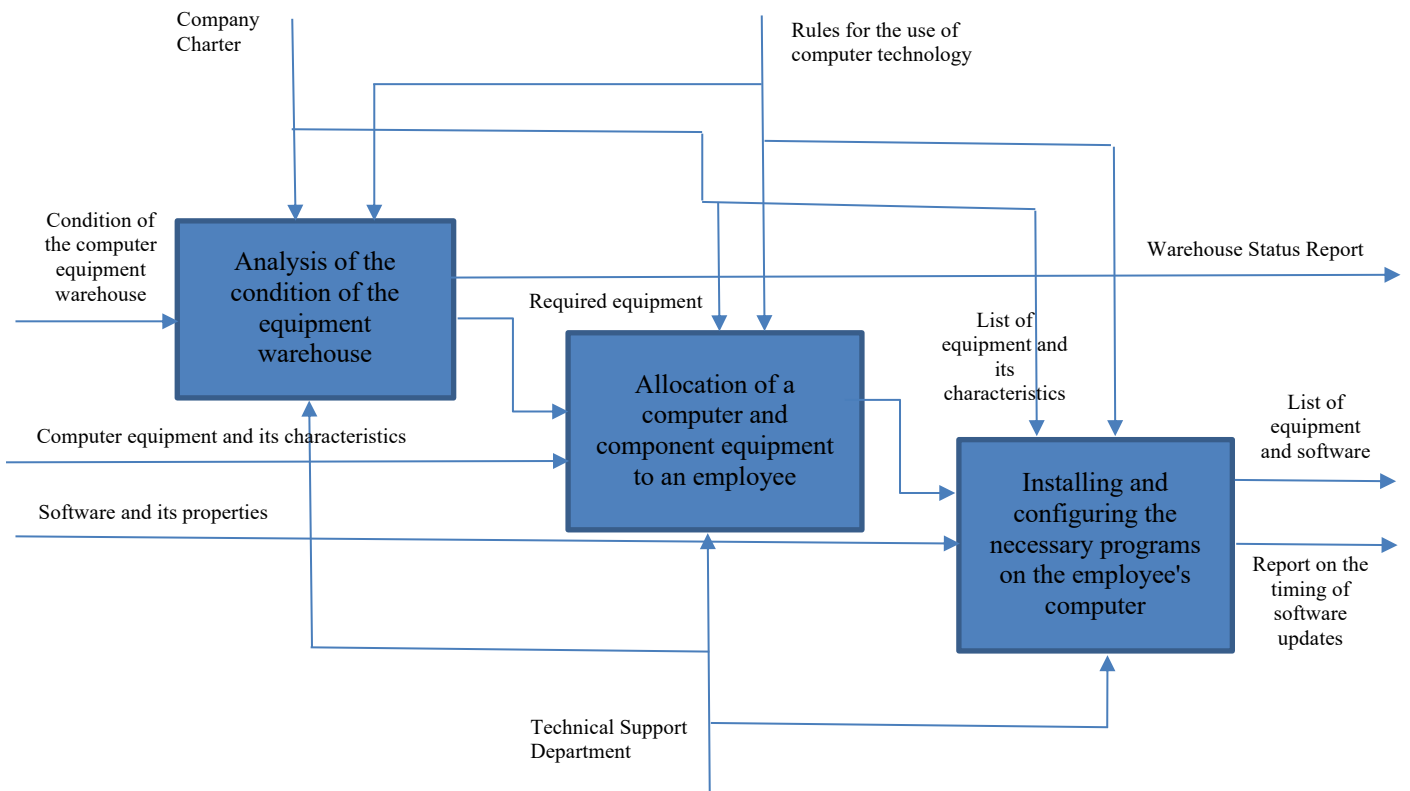 Company
Charter
Rules for the use of
computer technology
Condition of
the computer
equipment
warehouse
Analysis of the
condition of the
equipment
warehouse
Warehouse Status Report
Required equipment
List of
equipment and
its
characteristics
Allocation of a
computer and
component equipment
to an employee
Computer equipment and its characteristics
List of
equipment
and software
Software and its properties
Installing and
configuring the
necessary programs
on the employee's
computer
Report on the
timing of
software
updates
Technical Support
Department